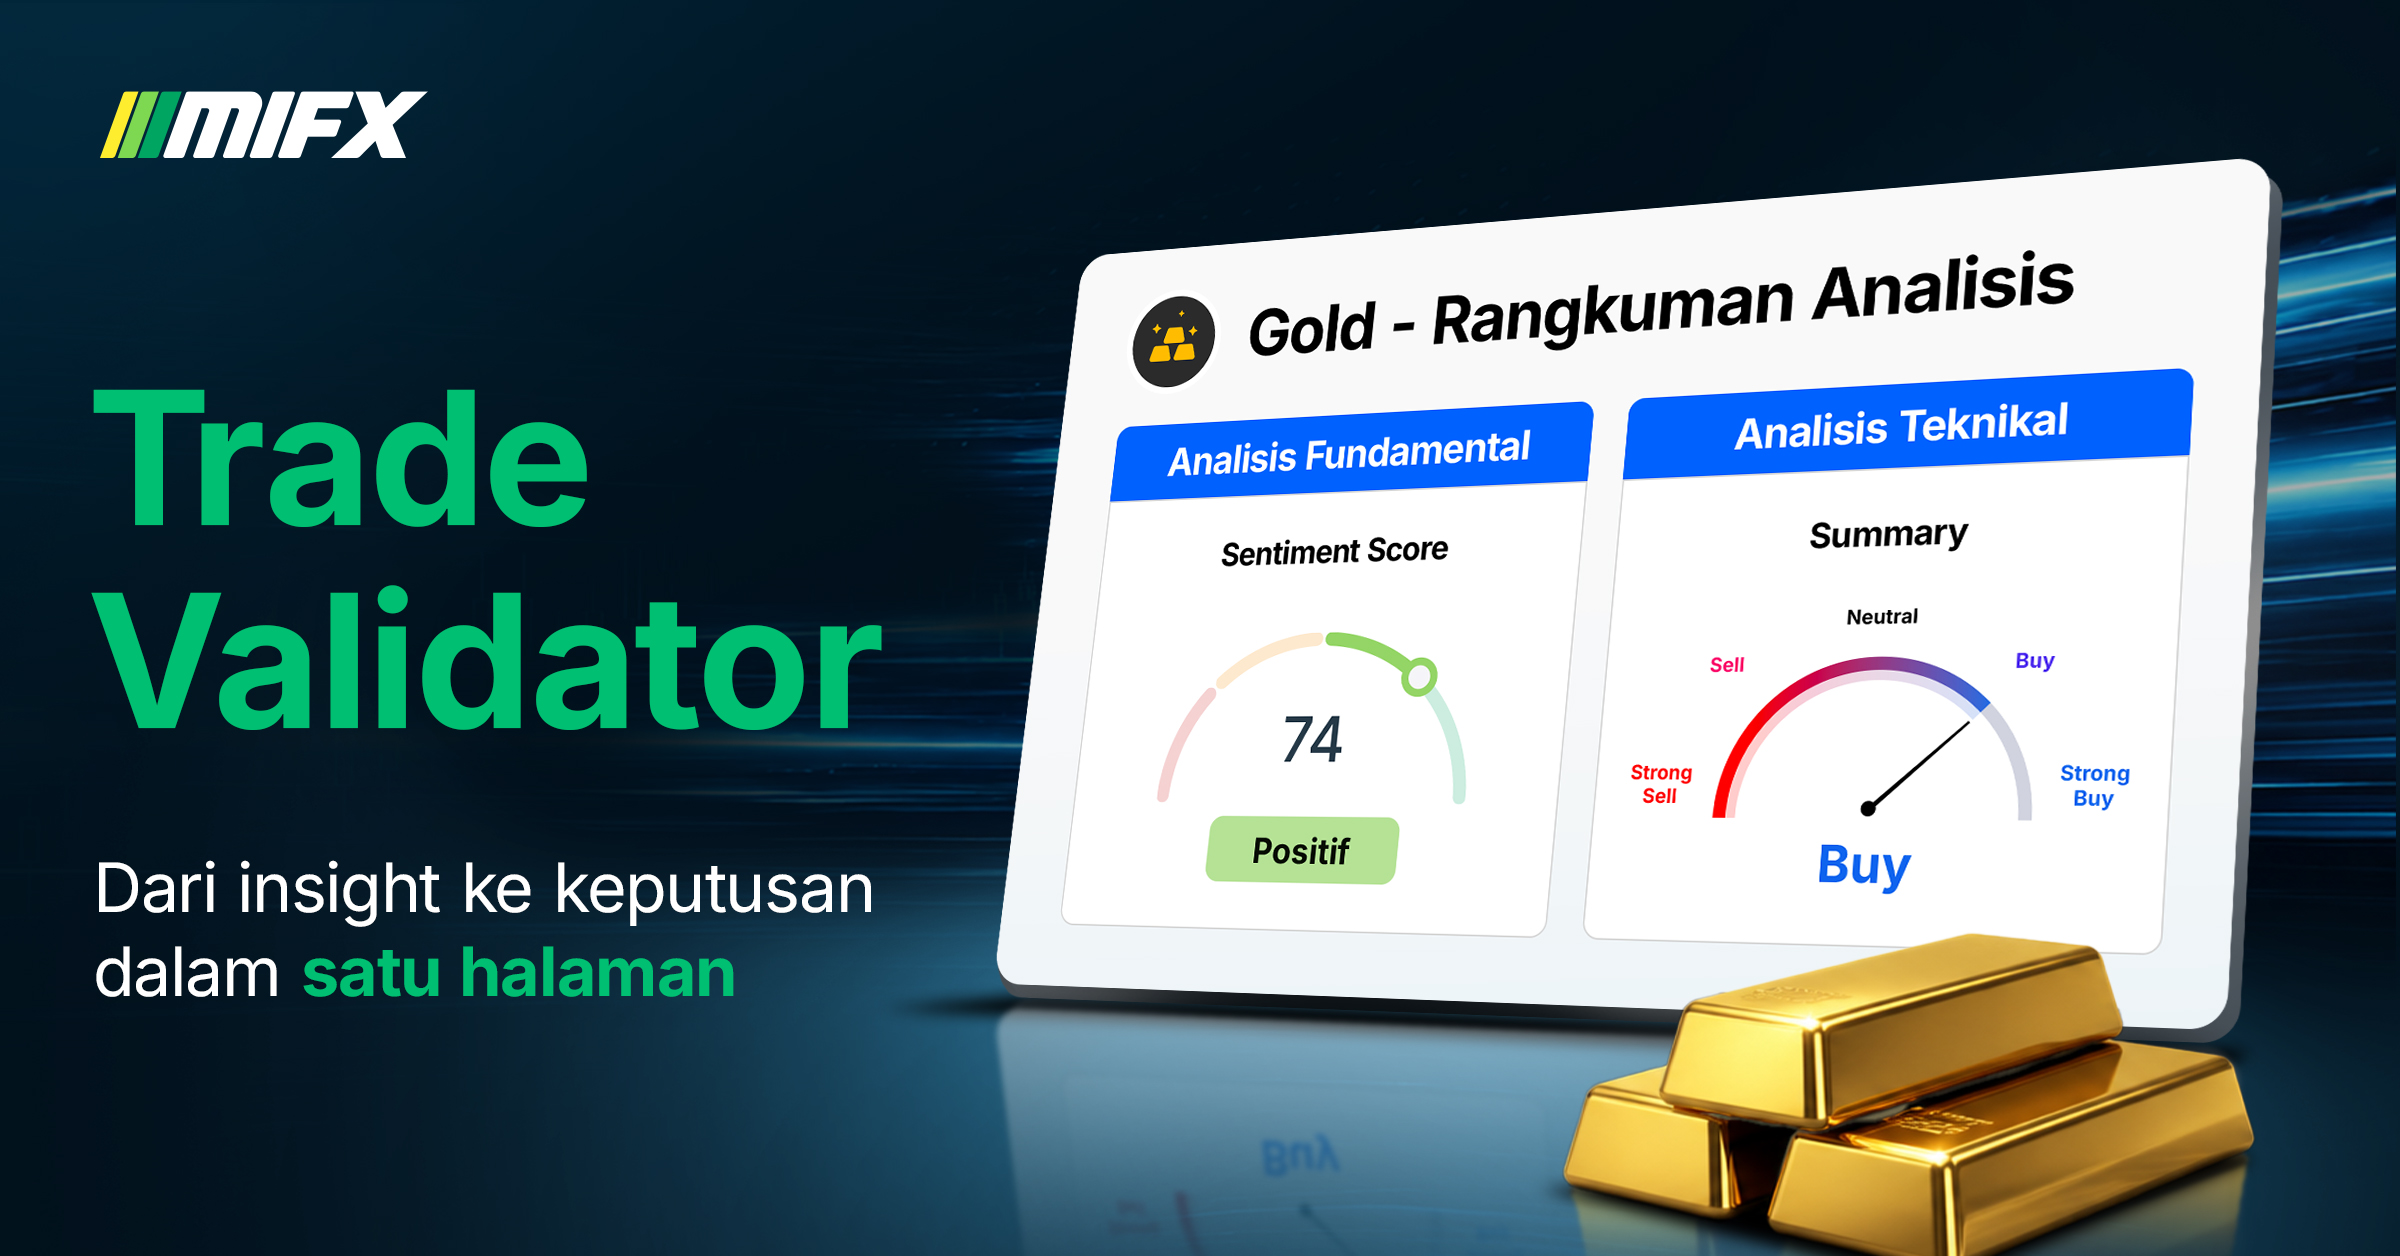 MIFX
Trade
Validator
Dari insight ke keputusan
dalam satu halaman
Gold - Rangkuman Analisis
Analisis Fundamental
Sentiment Score
74
Positif
Analisis Teknikal
Summary
Neutral
Sell
Buy
Strong
Sell
Strong
Buy
Buy